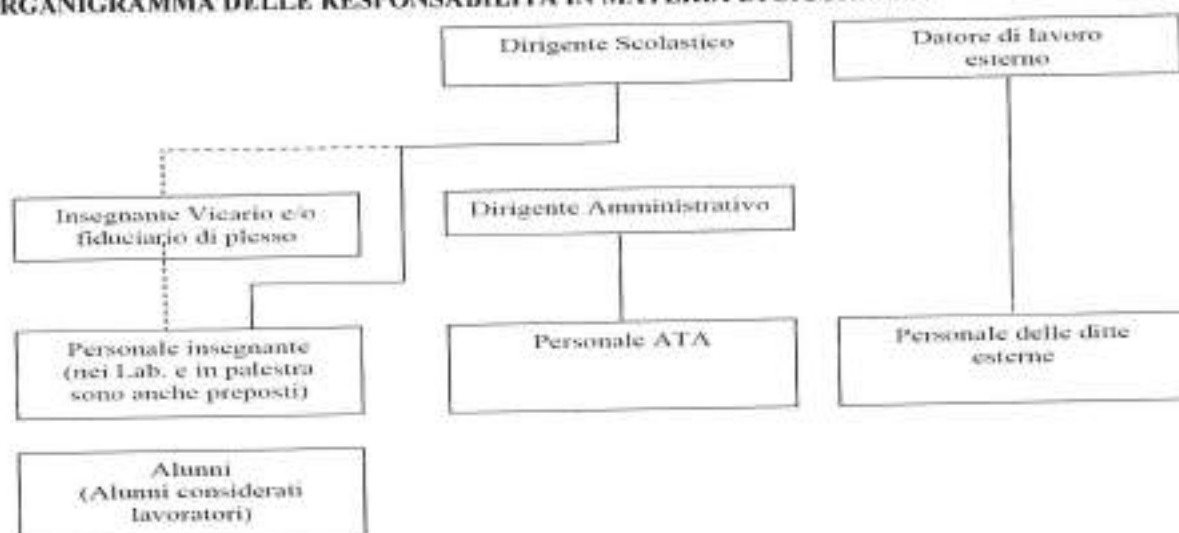 RGANIGRAMMA DELLE RESPONSABILITÀ IN MATERIA DI
Dirigente Scolastico
Datore di lavoro
esterno
Insegnante Vicario e/o
fiduciario di plesso
Dirigente Amministrativo
Personale insegnante
(nei Lab. e in palestra
sono anche preposti)
Personale ATA
Personale delle ditte
esterne
Alunni
(Alunni considerati
lavoratori)